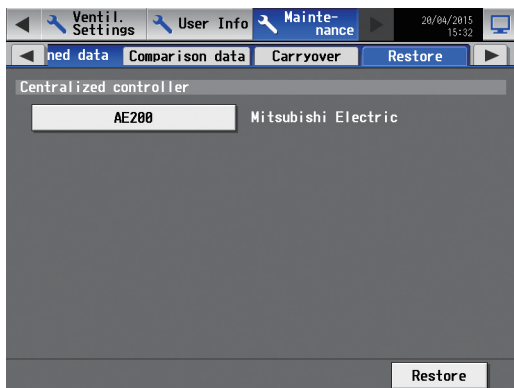 Ventil.
Settings
User Info
Mainte-
nance
20/04/2015
15:32
ned data
Comparison data
Carryover
Restore
Centralized controller
AE200
Mitsubishi Electric
Restore